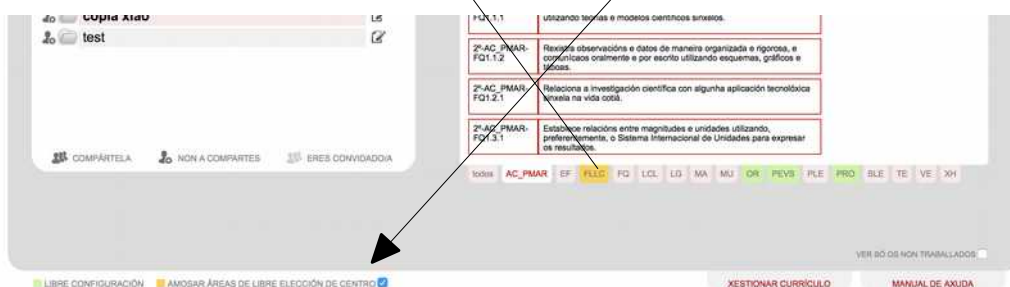 copia xiao
test
COMPÁRTELA NON A COMPARTES ERES CONVIDADO/A
FQ1.1.1 utilizando teorías e modelos científicos sinxelos.
2º-AC_PMAR-FQ1.1.2 Rexistra observacións e datos de maneira organizada e rigorosa, e
comunícaos oralmente e por escrito utilizando esquemas, gráficos e
táboas.
2º-AC_PMAR-FQ1.2.1 Relaciona a investigación científica con algunha aplicación tecnolóxica
sinxela na vida cotiá.
2º-AC_PMAR-FQ1.3.1 Establece relacións entre magnitudes e unidades utilizando,
preferentemente, o Sistema Internacional de Unidades para expresar
os resultados.
todos AC_PMAR EF FLLC FQ LCL LG MA MU OR PEVS PLE PRO SLE TE VE XH
VER SÓ OS NON TRABALLADOS
LIBRE CONFIGURACIÓN AMOSAR ÁREAS DE LIBRE ELECCIÓN DE CENTRO
XESTIONAR CURRÍCULO MANUAL DE AXUDA